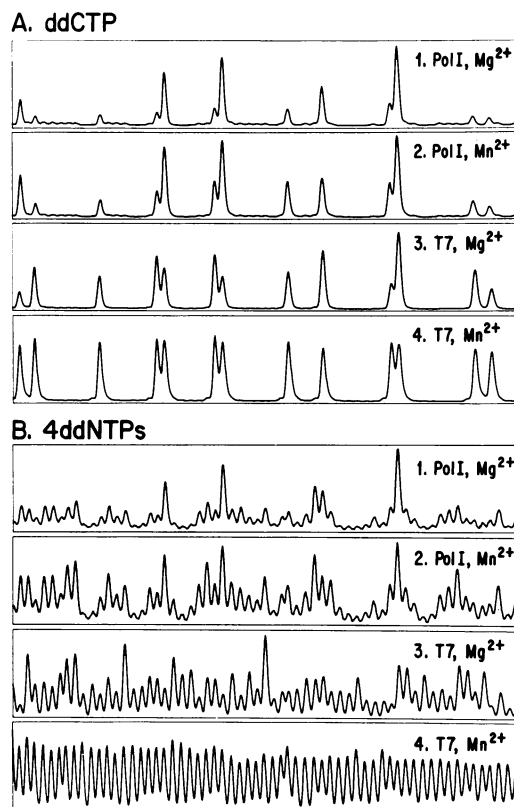 A. ddCTP
1. Pol I, Mg2+
2. Pol I, Mn2+
3. T7, Mg2+
4. T7, Mn2+
B. 4ddNTPs
1. Pol I, Mg2+
2. Pol I, Mn2+
3. T7, Mg2+
4. T7, Mn2+